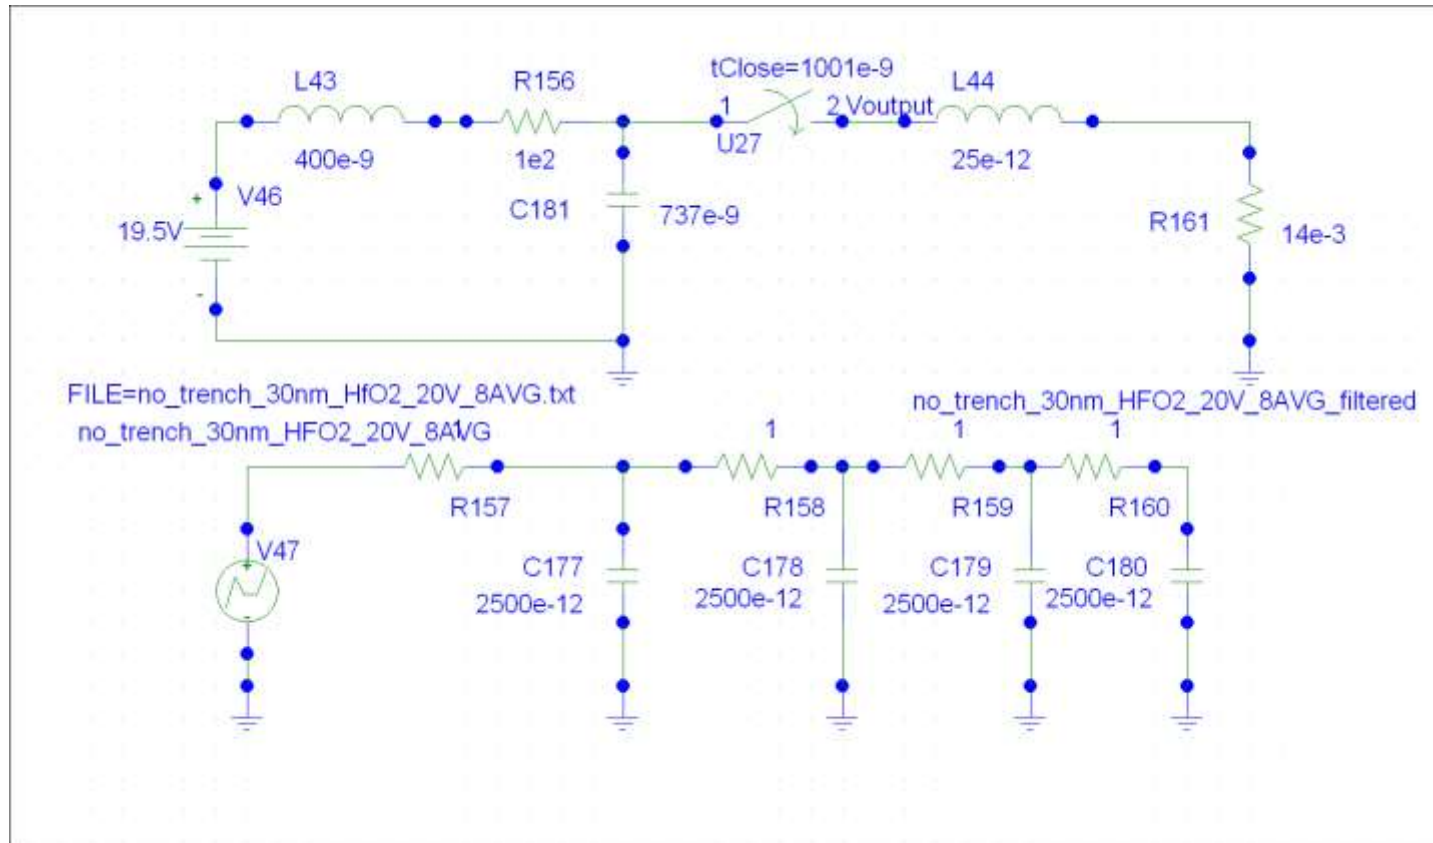 tClose=1001e-9
L43
R156
L44
1
2 Voutput
U27
400e-9
1e2
25e-12
+
V46
C181
737e-9
19.5V
R161
14e-3
-
FILE=no_trench_30nm_HfO2_20V_8AVG.txt
no_trench_30nm_HFO2_20V_8AVG_filtered
no_trench_30nm_HFO2_20V_8AVG
1
1
1
1
R157
R158
R159
R160
V47
+
-
C177
2500e-12
C178
2500e-12
C179
2500e-12
C180
2500e-12